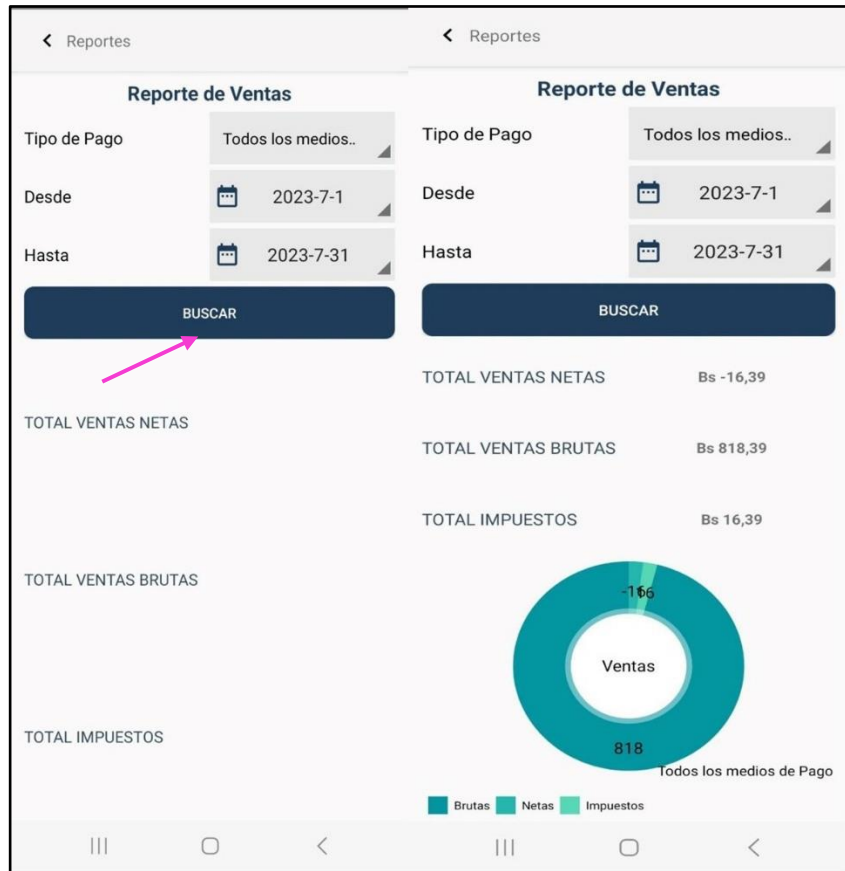 Reportes
Reporte de Ventas
Tipo de Pago Todos los medios..
Desde 2023-7-1
Hasta 2023-7-31
BUSCAR
TOTAL VENTAS NETAS
TOTAL VENTAS BRUTAS
TOTAL IMPUESTOS
Reportes
Reporte de Ventas
Tipo de Pago Todos los medios..
Desde 2023-7-1
Hasta 2023-7-31
BUSCAR
TOTAL VENTAS NETAS Bs -16,39
TOTAL VENTAS BRUTAS Bs 818,39
TOTAL IMPUESTOS Bs 16,39
-16 16
Ventas
818
Todos los medios de Pago
Brutas Netas Impuestos